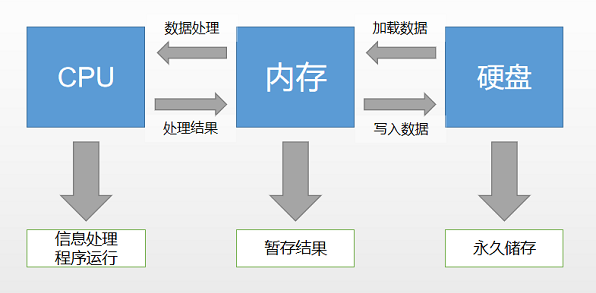 数据处理
加载数据
CPU
内存
硬盘
处理结果
写入数据
信息处理
程序运行
暂存结果
永久储存